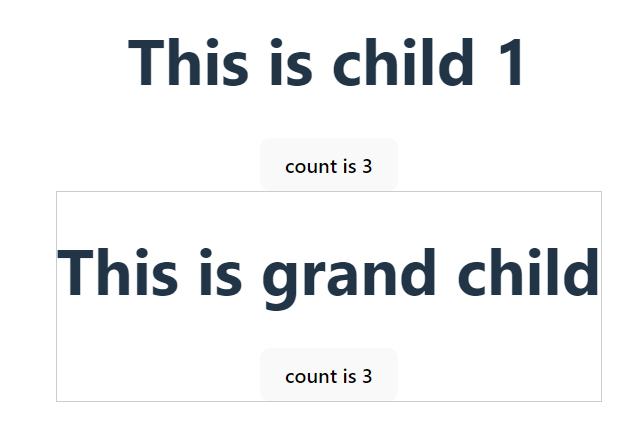 This is child 1
count is 3
This is grand child
count is 3